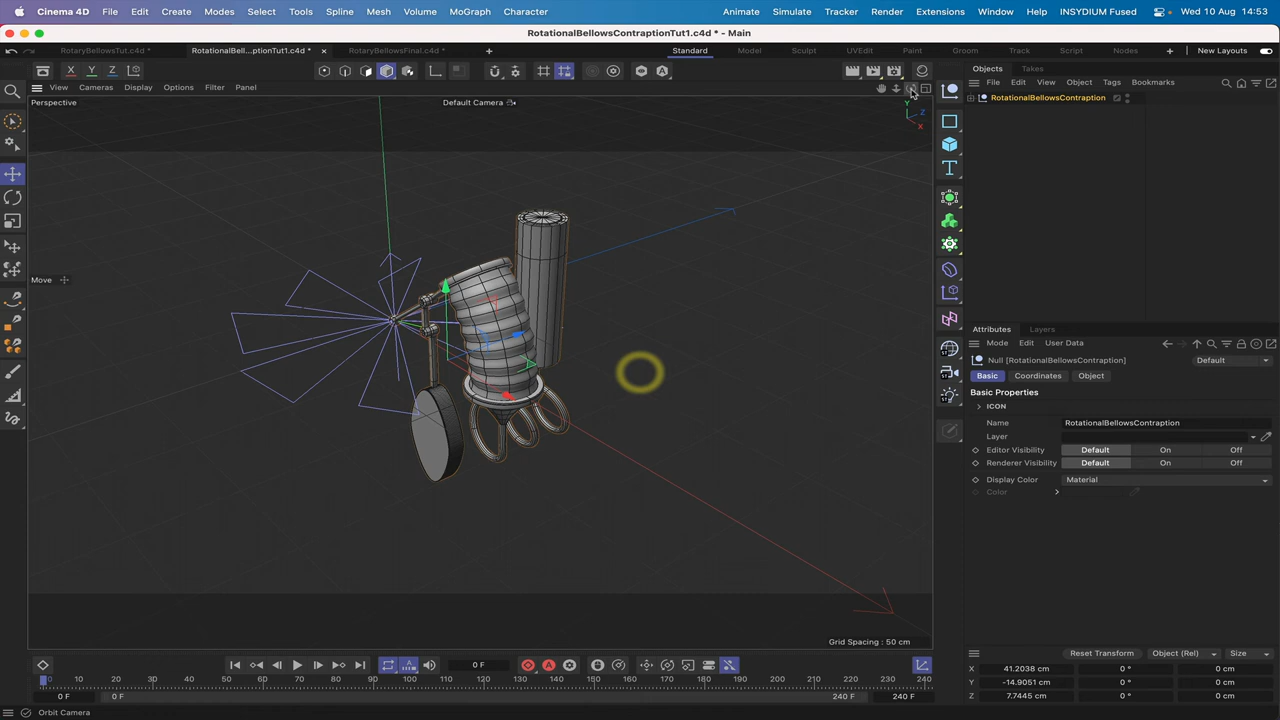 Cinema 4D File Edit Create Modes Select Tools Spline Mesh Volume MoGraph Character Animate Simulate Tracker Render Extensions Window Help INSYDIUM Fused Wed 10 Aug 14:53
RotationalBellowsContraptionTut1.c4d * - Main
RotaryBellowsTut.c4d * RotationalBell...ptionTut1.c4d * RotaryBellowsFinal.c4d * Standard Model Sculpt UVEdit Paint Groom Track Script Nodes New Layouts
X Y Z
Objects Takes
View Cameras Display Options Filter Panel
File Edit View Object Tags Bookmarks
Perspective
Default Camera
RotationalBellowsContraption
Y
Z
X
Move
Attributes Layers
Mode Edit User Data
Null [RotationalBellowsContraption] Default
Basic Coordinates Object
Basic Properties
ICON
Name RotationalBellowsContraption
Layer
Editor Visibility Default On Off
Renderer Visibility Default On Off
Display Color Material
Color
Grid Spacing : 50 cm
Reset Transform Object (Rel) Size
0 F
X 41.2038 cm 0 ° 0 cm
0 10 20 30 40 50 60 70 80 90 100 110 120 130 140 150 160 170 180 190 200 210 220 230 240
Y -14.9051 cm 0 ° 0 cm
0 F 0 F 240 F 240 F
Z 7.7445 cm 0 ° 0 cm
Orbit Camera